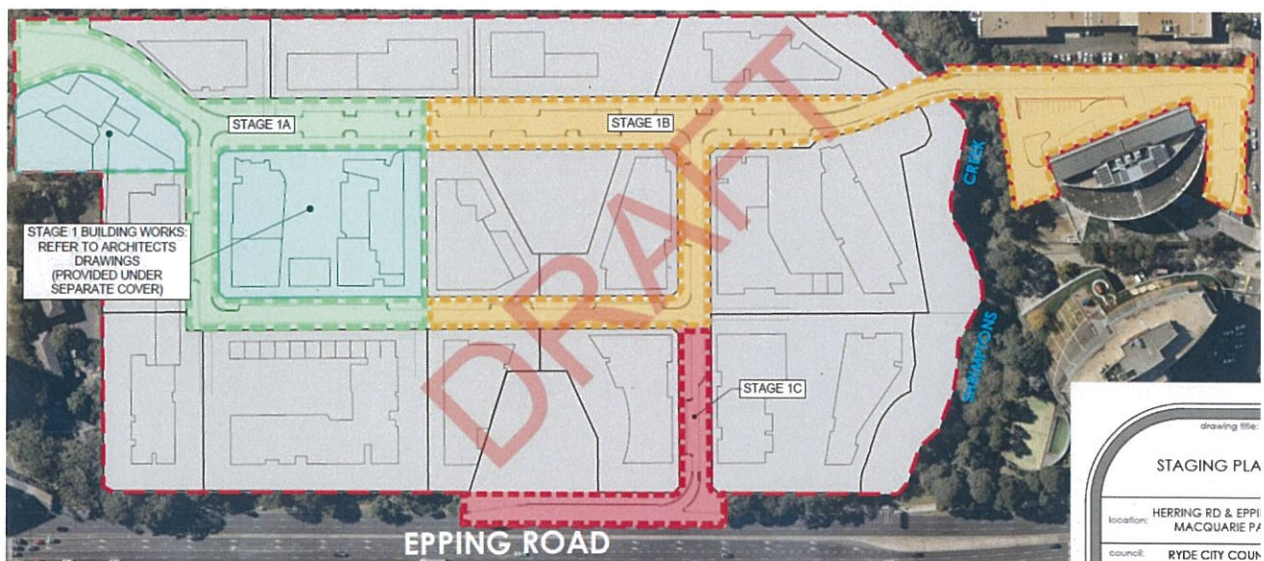 STAGE 1A
STAGE 1B
CREEK
STAGE 1 BUILDING WORKS:
REFER TO ARCHITECTS
DRAWINGS
(PROVIDED UNDER
SEPARATE COVER)
DRAFT
SHRIMPTONS
STAGE 1C
EPPING ROAD
drawing title:
STAGING PLA
location: HERRING RD & EPPI
MACQUARIE PA
council: RYDE CITY COUN